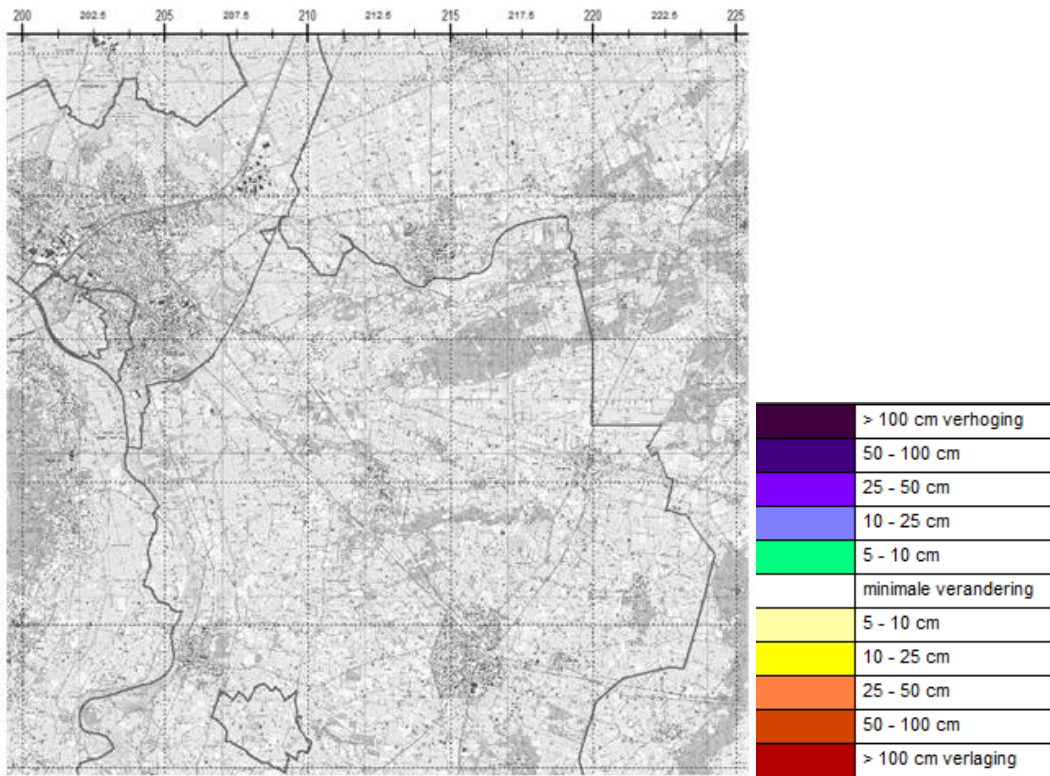 200 202.5 205 207.5 210 212.5 215 217.5 220 222.5 225
> 100 cm verhoging
50 - 100 cm
25 - 50 cm
10 - 25 cm
5 - 10 cm
minimale verandering
5 - 10 cm
10 - 25 cm
25 - 50 cm
50 - 100 cm
> 100 cm verlaging